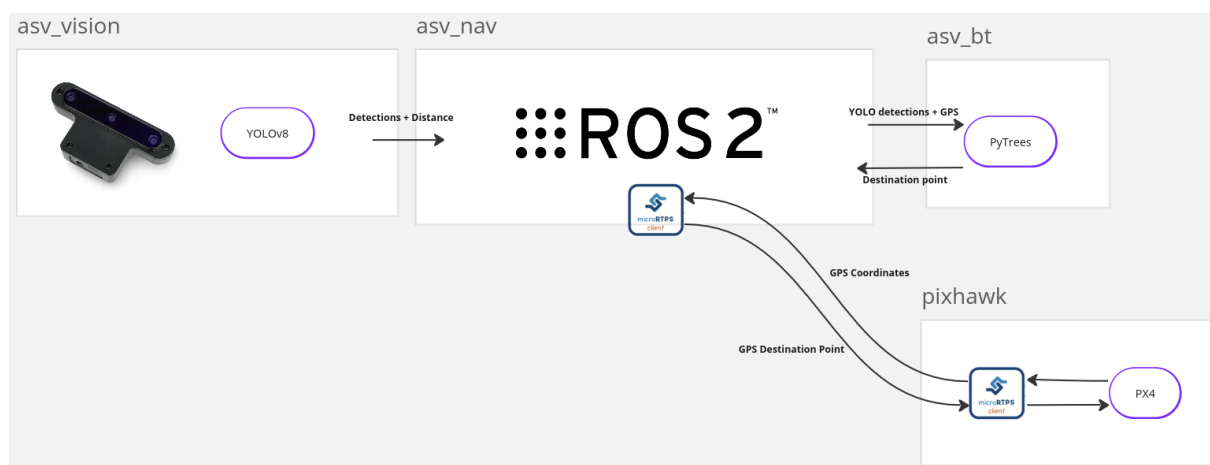 asv_vision
asv_nav
asv_bt
YOLOv8
Detections + Distance
ROS 2™
YOLO detections + GPS
PyTrees
Destination point
microRTPS
client
GPS Coordinates
pixhawk
GPS Destination Point
microRTPS
client
PX4